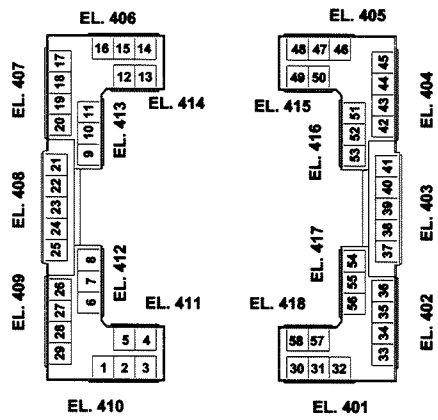 EL. 406
EL. 405
16 15 14
48 47 46
12 13
49 50
EL. 407
17
18
19
20
EL. 414
EL. 415
45
44
43
42
EL. 404
11
10
9
EL. 413
EL. 416
51
52
53
EL. 408
21
22
23
24
25
41
40
39
38
37
EL. 403
8
7
6
EL. 412
EL. 417
54
55
56
EL. 409
26
27
28
29
EL. 411
EL. 418
36
35
34
33
EL. 402
5 4
58 57
1 2 3
30 31 32
EL. 410
EL. 401